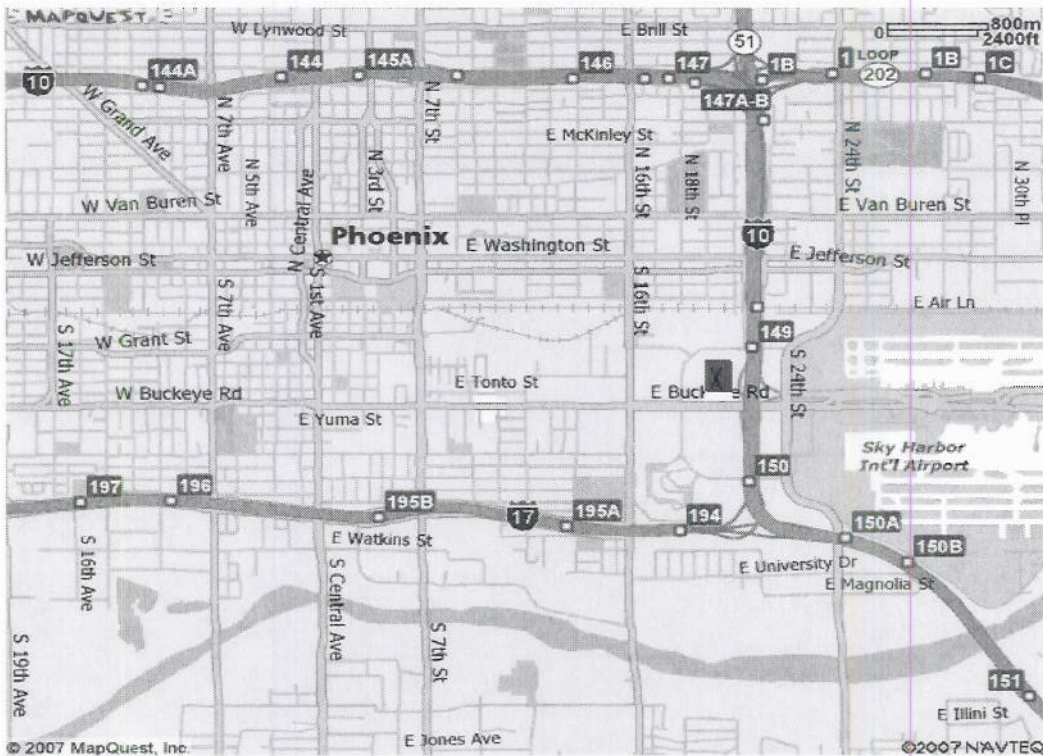 MAPQUEST
W Lynwood St
E Brill St
51
0
800m
2400ft
10
144A
144
145A
146
147
1B
1
LOOP
202
1B
1C
147A-B
W Grand Ave
N 7th Ave
N 7th St
E McKinley St
N 5th Ave
N Central Ave
N 3rd St
N 16th St
N 18th St
N 24th St
N 30th Pl
W Van Buren St
E Van Buren St
Phoenix
E Washington St
10
W Jefferson St
E Jefferson St
S 1st Ave
S 7th Ave
S 16th St
E Air Ln
S 17th Ave
W Grant St
149
S 24th St
X
E Tonto St
W Buckeye Rd
E Buc Rd
E Yuma St
Sky Harbor
Int'l Airport
150
197
196
195B
17
195A
194
150A
150B
E Watkins St
S 16th Ave
S Central Ave
E University Dr
E Magnolia St
S 19th Ave
S 7th St
151
E Illini St
E Jones Ave
© 2007 MapQuest, Inc.
©2007 NAVTEQ